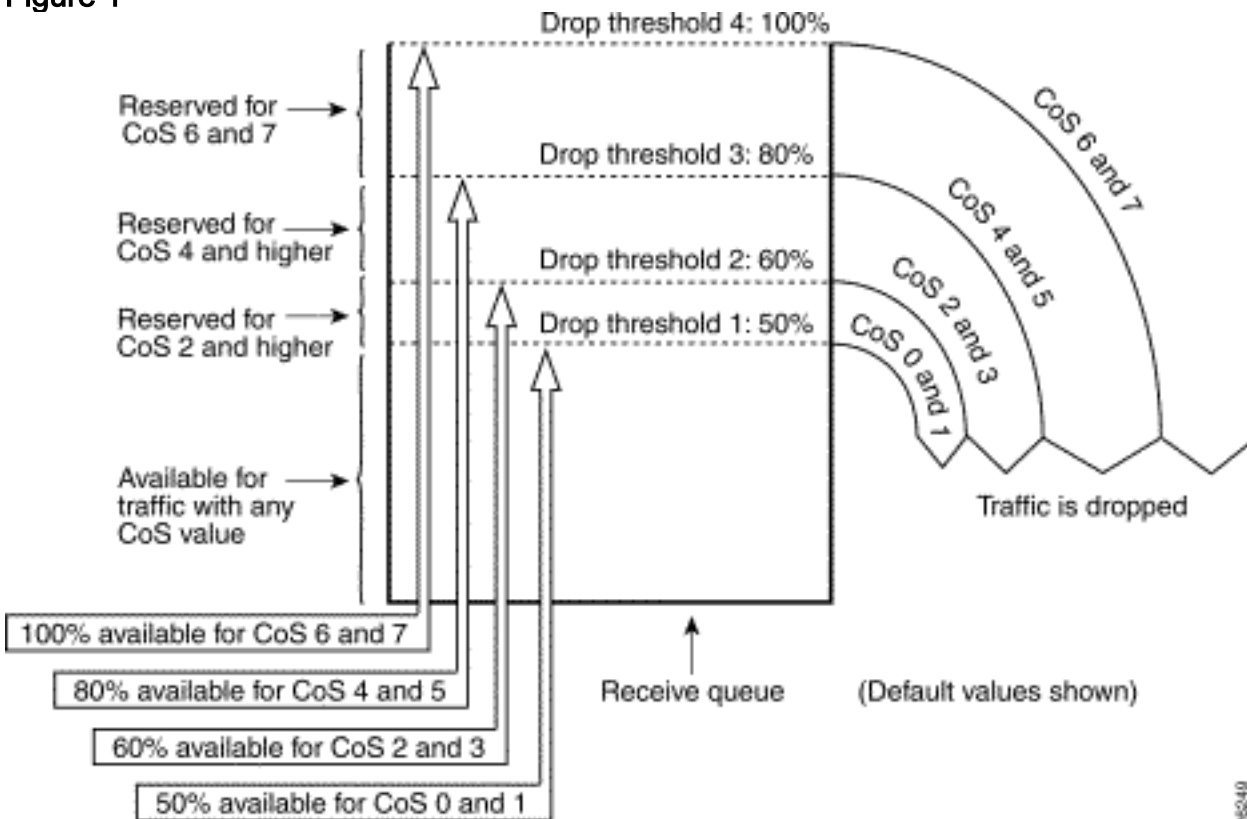 Figure 1
Drop threshold 4: 100%
Reserved for
CoS 6 and 7
Drop threshold 3: 80%
Reserved for
CoS 4 and higher
Drop threshold 2: 60%
Reserved for
CoS 2 and higher
Drop threshold 1: 50%
CoS 6 and 7
CoS 4 and 5
CoS 2 and 3
CoS 0 and 1
Available for
traffic with any
CoS value
Traffic is dropped
100% available for CoS 6 and 7
80% available for CoS 4 and 5
Receive queue
(Default values shown)
60% available for CoS 2 and 3
50% available for CoS 0 and 1